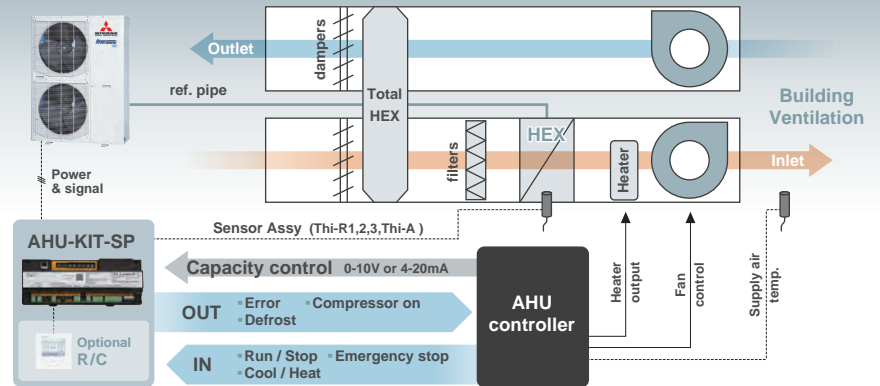 MITSUBISHI
Outlet
dampers
ref. pipe
Total
HEX
Building
Ventilation
HEX
filters
Heater
Inlet
Power
& signal
Sensor Assy (Thi-R1,2,3,Thi-A )
AHU-KIT-SP
Capacity control 0-10V or 4-20mA
Heater
output
Fan
control
Supply air
temp.
OUT
Error
Compressor on
Defrost
AHU
controller
Optional
R/C
IN
Run / Stop
Emergency stop
Cool / Heat